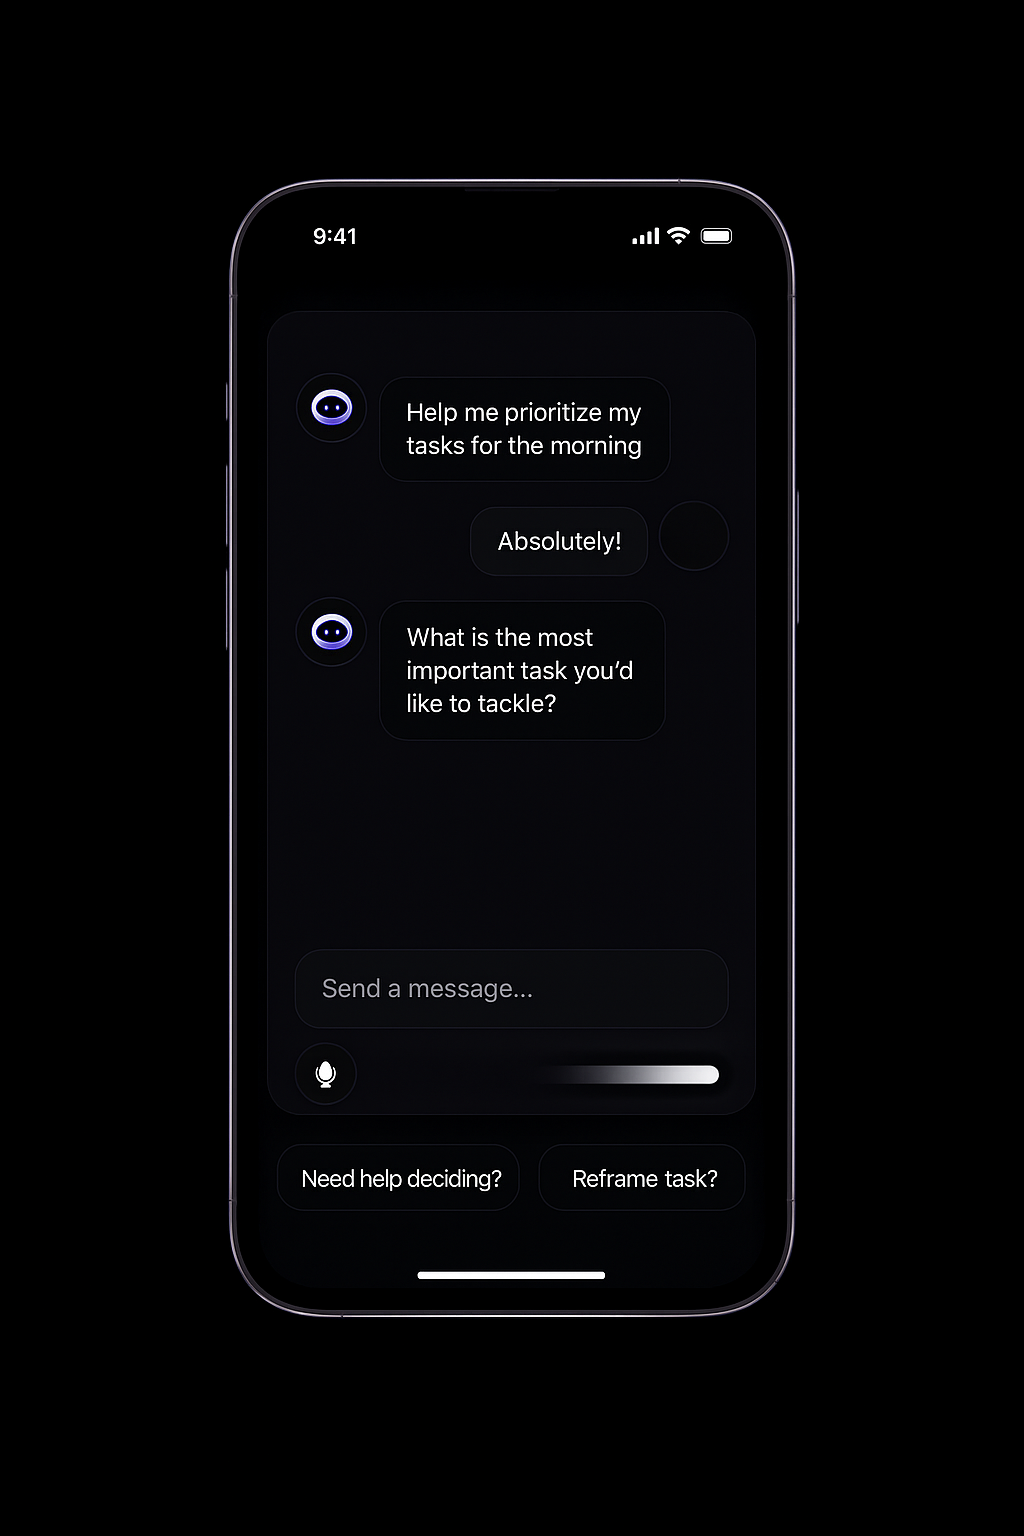 9:41
Help me prioritize my
tasks for the morning
Absolutely!
What is the most
important task you’d
like to tackle?
Send a message...
Need help deciding?
Reframe task?